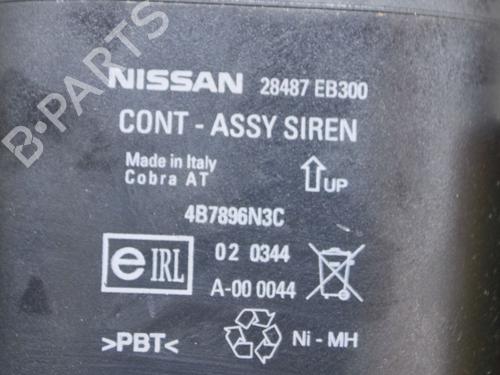 B-PARTS
NISSAN 28487 EB300
CONT - ASSY SIREN
Made in Italy
Cobra AT
UP
4B7896N3C
e IRL
02 0344
A-00 0044
>PBT<
Ni - MH